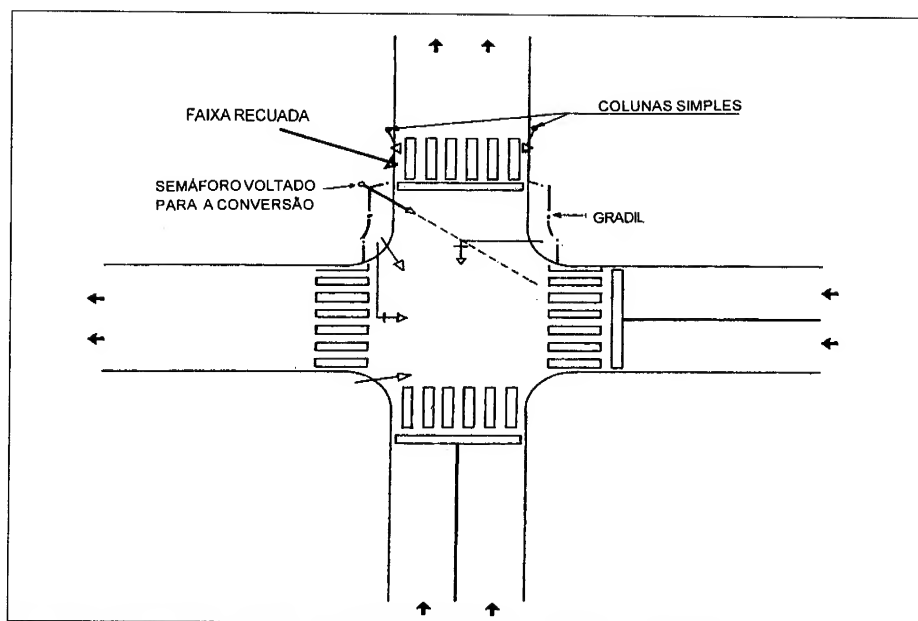 COLUNAS SIMPLES
FAIXA RECUADA
SEMÁFORO VOLTADO
PARA A CONVERSÃO
GRADIL